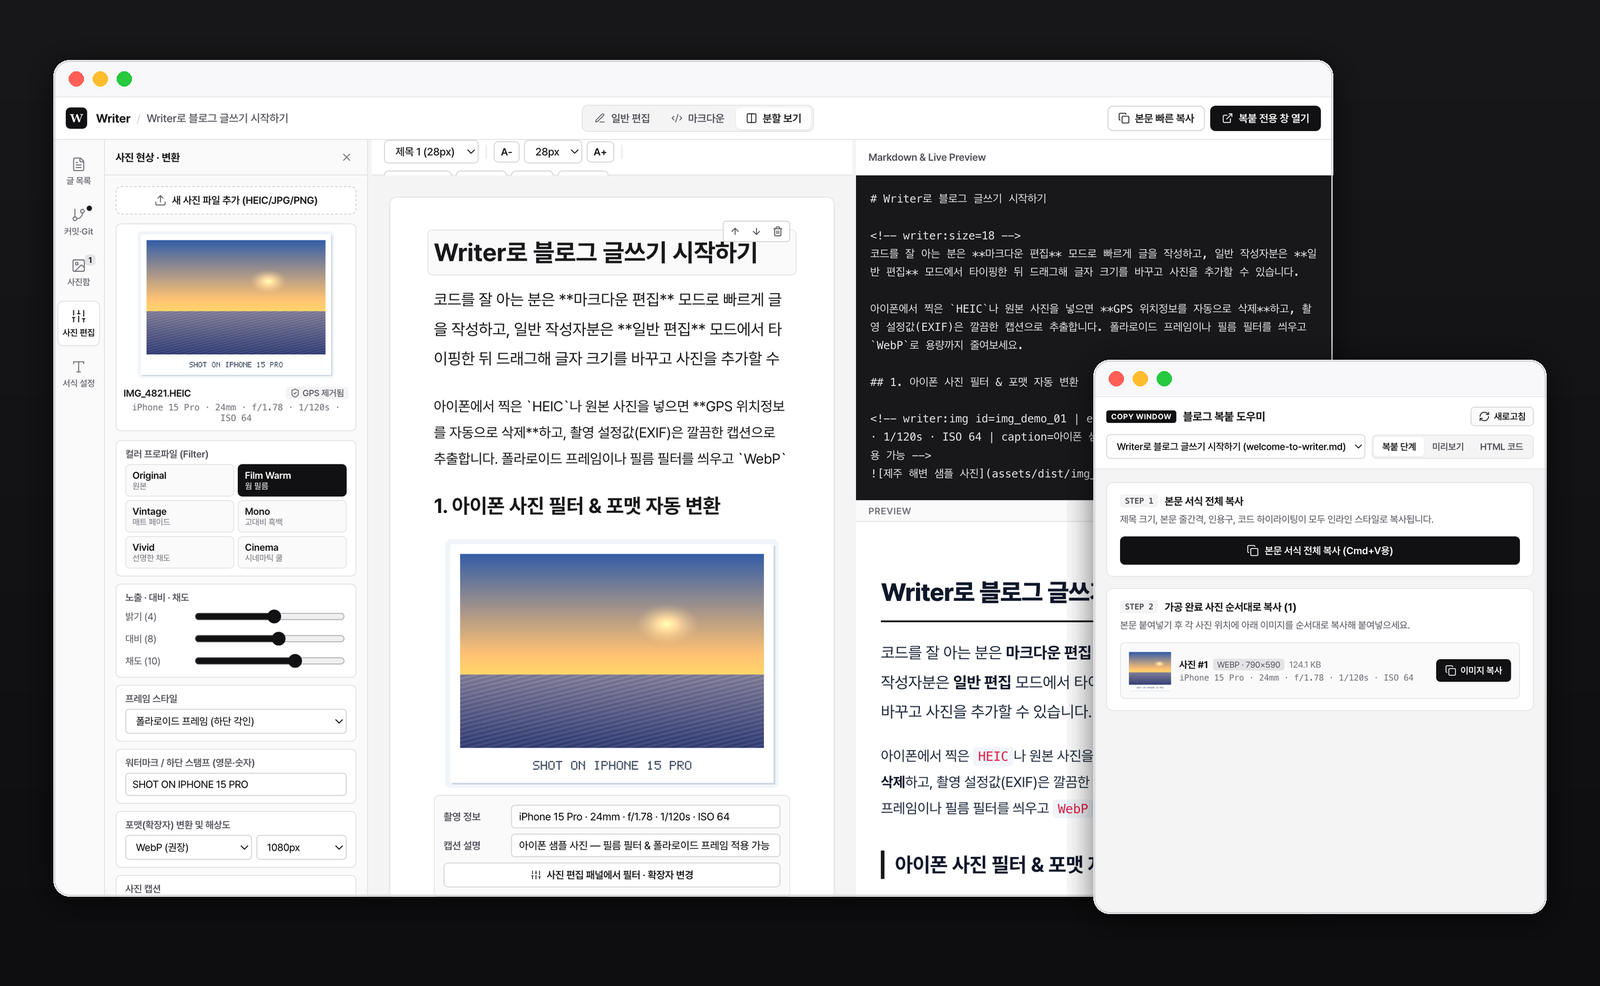 W Writer / Writer로 블로그 글쓰기 시작하기
일반 편집
마크다운
분할 보기
본문 빠른 복사
복붙 전용 창 열기
글 목록
커밋·Git
1
사진함
사진 편집
서식 설정
사진 현상 · 변환
새 사진 파일 추가 (HEIC/JPG/PNG)
SHOT ON IPHONE 15 PRO
IMG_4821.HEIC
GPS 제거됨
iPhone 15 Pro · 24mm · f/1.78 · 1/120s ·
ISO 64
컬러 프로파일 (Filter)
Original
원본
Film Warm
웜 필름
Vintage
매트 페이드
Mono
고대비 흑백
Vivid
선명한 채도
Cinema
시네마틱 쿨
노출 · 대비 · 채도
밝기 (4)
대비 (8)
채도 (10)
프레임 스타일
폴라로이드 프레임 (하단 각인)
워터마크 / 하단 스탬프 (영문·숫자)
SHOT ON IPHONE 15 PRO
포맷(확장자) 변환 및 해상도
WebP (권장)
1080px
사진 캡션
제목 1 (28px)
A-
28px
A+
Writer로 블로그 글쓰기 시작하기
코드를 잘 아는 분은 **마크다운 편집** 모드로 빠르게 글
을 작성하고, 일반 작성자분은 **일반 편집** 모드에서 타
이핑한 뒤 드래그해 글자 크기를 바꾸고 사진을 추가할 수
아이폰에서 찍은 `HEIC`나 원본 사진을 넣으면 **GPS 위치정보
를 자동으로 삭제**하고, 촬영 설정값(EXIF)은 깔끔한 캡션으로
추출합니다. 폴라로이드 프레임이나 필름 필터를 씌우고 `WebP`
1. 아이폰 사진 필터 & 포맷 자동 변환
SHOT ON IPHONE 15 PRO
촬영 정보
iPhone 15 Pro · 24mm · f/1.78 · 1/120s · ISO 64
캡션 설명
아이폰 샘플 사진 — 필름 필터 & 폴라로이드 프레임 적용 가능
사진 편집 패널에서 필터 · 확장자 변경
Markdown & Live Preview
# Writer로 블로그 글쓰기 시작하기
<!-- writer:size=18 -->
코드를 잘 아는 분은 **마크다운 편집** 모드로 빠르게 글을 작성하고, 일반 작성자분은 **일
반 편집** 모드에서 타이핑한 뒤 드래그해 글자 크기를 바꾸고 사진을 추가할 수 있습니다.
아이폰에서 찍은 `HEIC`나 원본 사진을 넣으면 **GPS 위치정보를 자동으로 삭제**하고, 촬
영 설정값(EXIF)은 깔끔한 캡션으로 추출합니다. 폴라로이드 프레임이나 필름 필터를 씌우고
`WebP`로 용량까지 줄여보세요.
## 1. 아이폰 사진 필터 & 포맷 자동 변환
<!-- writer:img id=img_demo_01 | e
· 1/120s · ISO 64 | caption=아이폰
용 가능 -->
![제주 해변 샘플 사진](assets/dist/img_
PREVIEW
Writer로 블로그 글쓰
코드를 잘 아는 분은 마크다운 편집
작성자분은 일반 편집 모드에서 타이
바꾸고 사진을 추가할 수 있습니다.
아이폰에서 찍은 HEIC 나 원본 사진을
삭제하고, 촬영 설정값(EXIF)은 깔끔한
프레임이나 필름 필터를 씌우고 WebP
아이폰 사진 필터 & 포맷
COPY WINDOW 블로그 복붙 도우미
새로고침
Writer로 블로그 글쓰기 시작하기 (welcome-to-writer.md)
복붙 단계
미리보기
HTML 코드
STEP 1 본문 서식 전체 복사
제목 크기, 본문 줄간격, 인용구, 코드 하이라이팅이 모두 인라인 스타일로 복사됩니다.
본문 서식 전체 복사 (Cmd+V용)
STEP 2 가공 완료 사진 순서대로 복사 (1)
본문 붙여넣기 후 각 사진 위치에 아래 이미지를 순서대로 복사해 붙여넣으세요.
사진 #1 WEBP · 790×590 124.1 KB
iPhone 15 Pro · 24mm · f/1.78 · 1/120s · ISO 64
이미지 복사